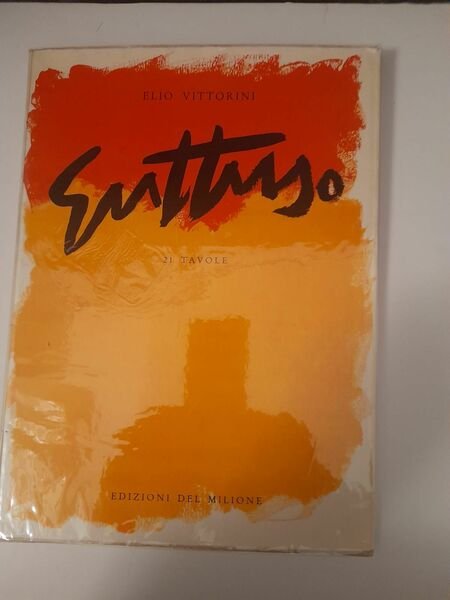 ELIO VITTORINI
Guttuso
21 TAVOLE
EDIZIONI DEL MILIONE